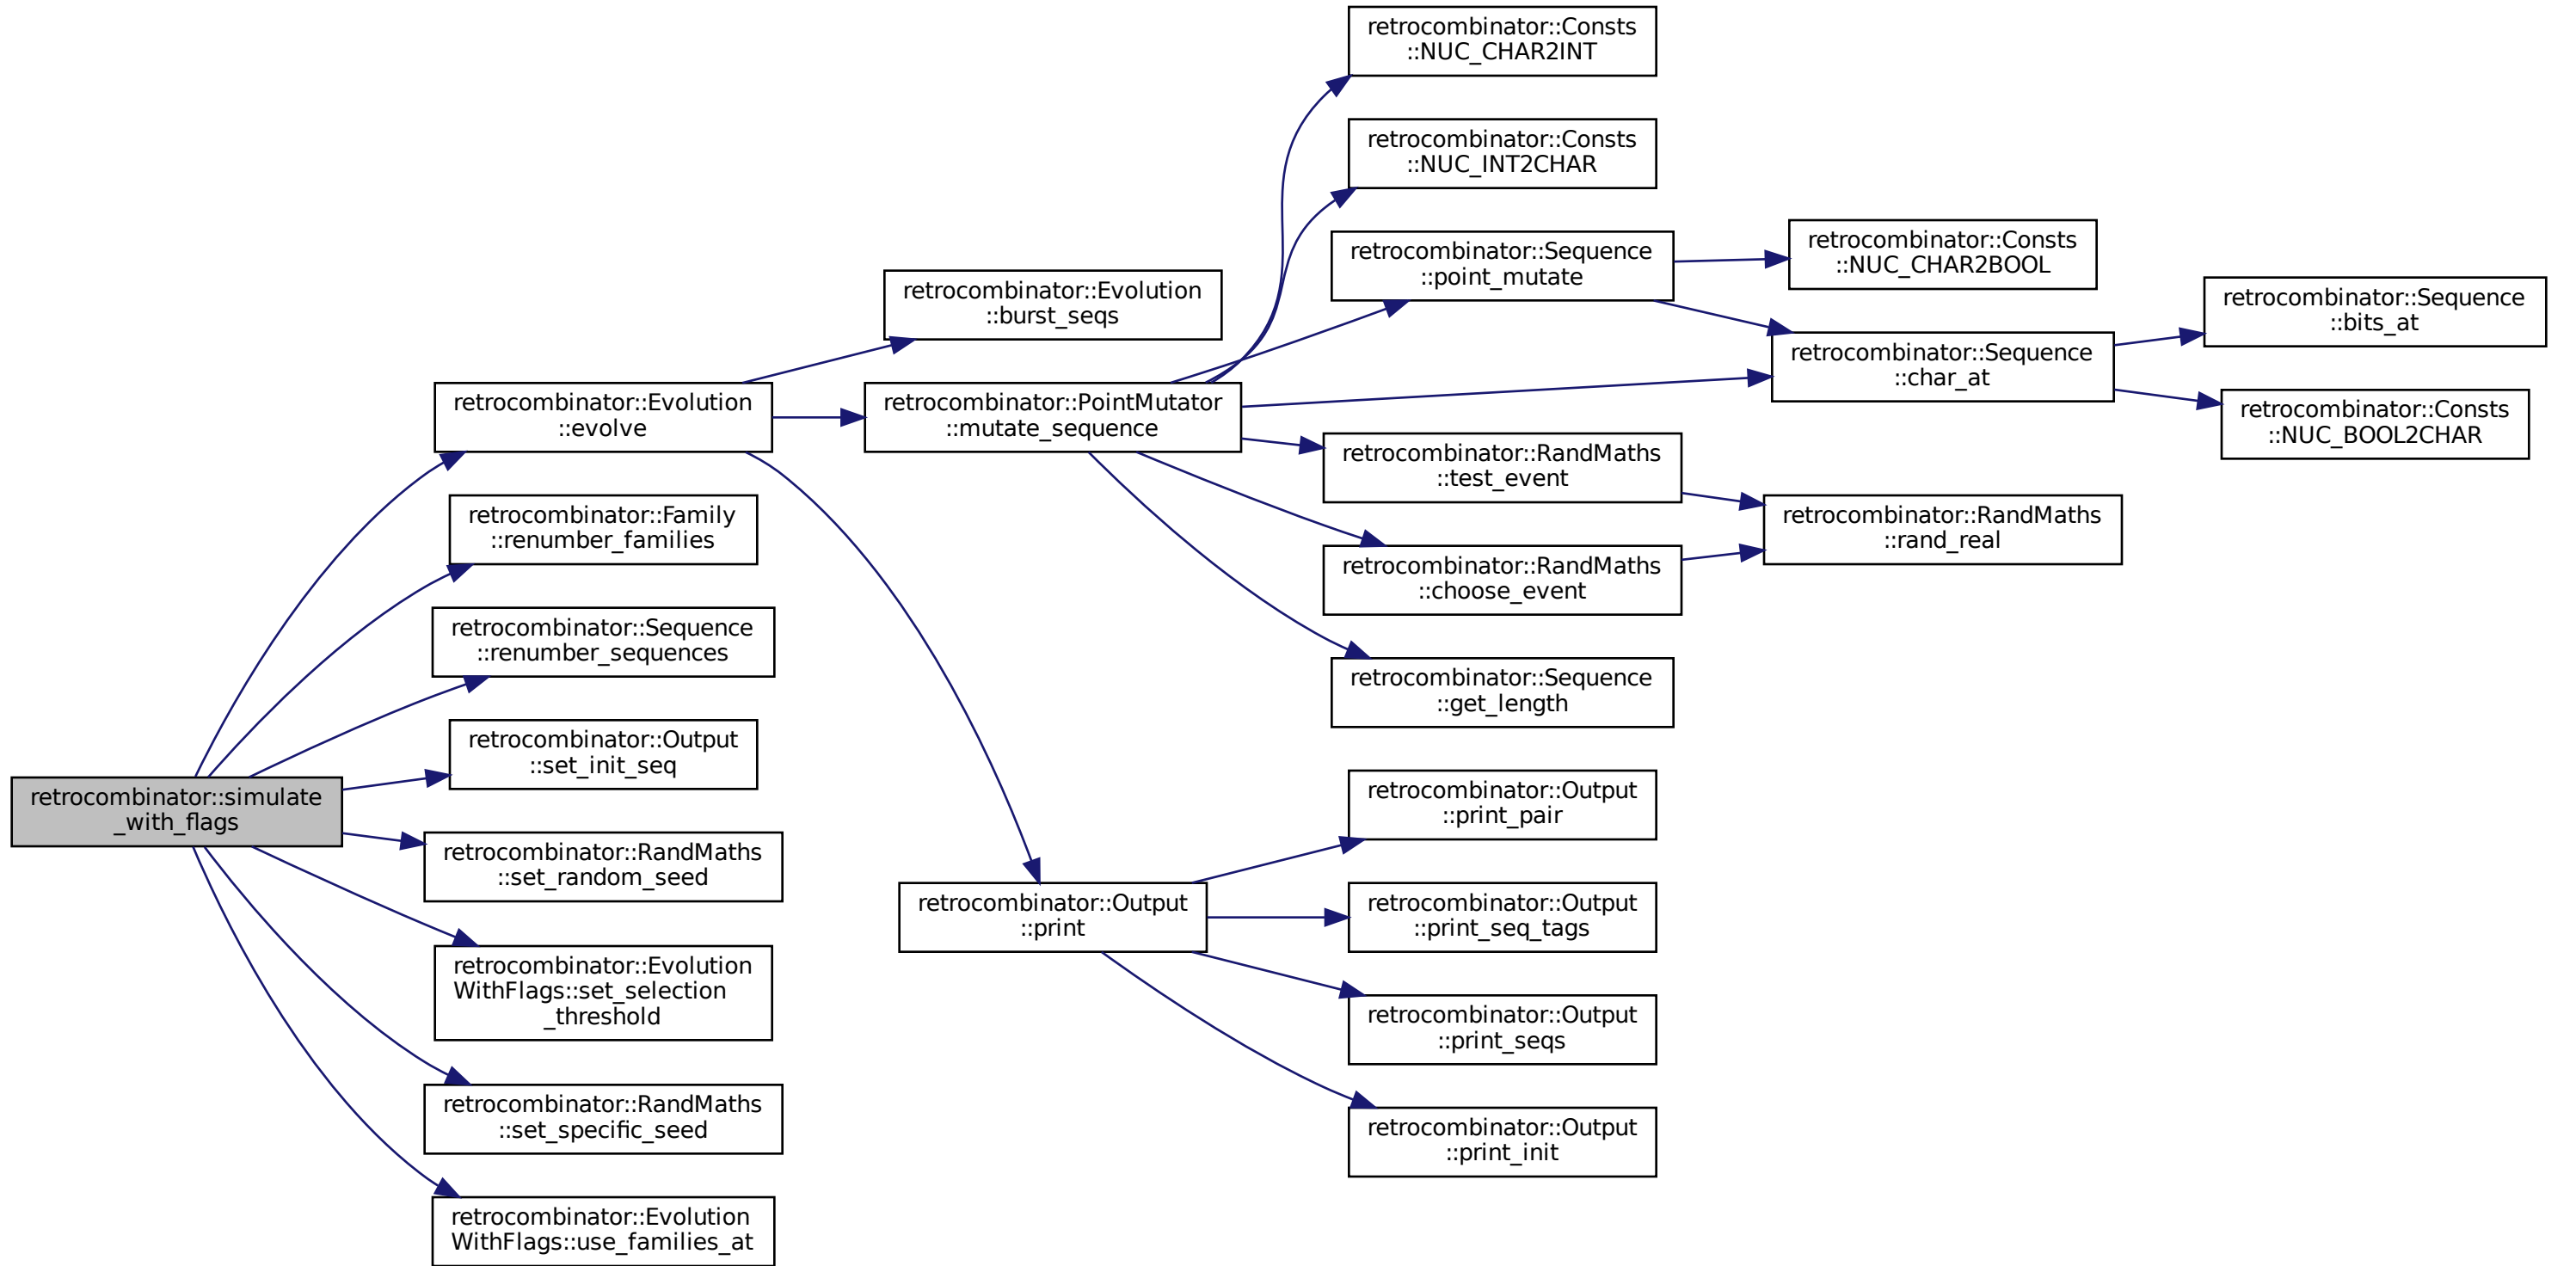 retrocombinator::simulate
_with_flags
retrocombinator::Evolution
::evolve
retrocombinator::Family
::renumber_families
retrocombinator::Sequence
::renumber_sequences
retrocombinator::Output
::set_init_seq
retrocombinator::RandMaths
::set_random_seed
retrocombinator::Evolution
WithFlags::set_selection
_threshold
retrocombinator::RandMaths
::set_specific_seed
retrocombinator::Evolution
WithFlags::use_families_at
retrocombinator::Evolution
::burst_seqs
retrocombinator::PointMutator
::mutate_sequence
retrocombinator::Output
::print
retrocombinator::Consts
::NUC_CHAR2INT
retrocombinator::Consts
::NUC_INT2CHAR
retrocombinator::Sequence
::point_mutate
retrocombinator::RandMaths
::test_event
retrocombinator::RandMaths
::choose_event
retrocombinator::Sequence
::get_length
retrocombinator::Output
::print_pair
retrocombinator::Output
::print_seq_tags
retrocombinator::Output
::print_seqs
retrocombinator::Output
::print_init
retrocombinator::Consts
::NUC_CHAR2BOOL
retrocombinator::Sequence
::char_at
retrocombinator::RandMaths
::rand_real
retrocombinator::Sequence
::bits_at
retrocombinator::Consts
::NUC_BOOL2CHAR